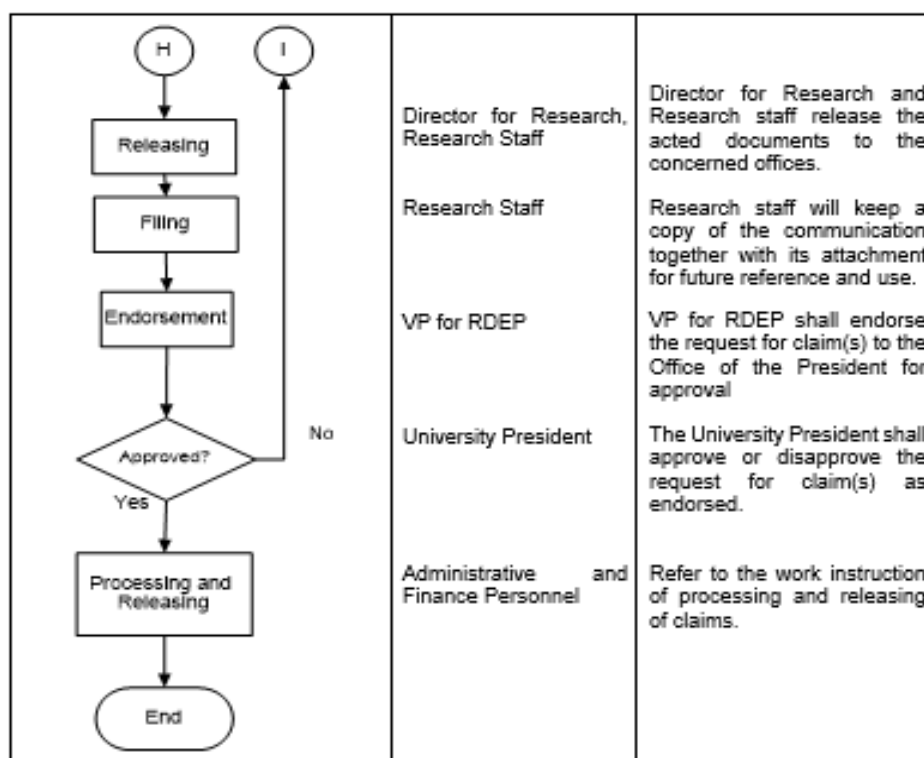 H
I
Releasing
Director for Research,
Research Staff
Director for Research and
Research staff release the
acted documents to the
concerned offices.
Filing
Research Staff
Research staff will keep a
copy of the communication
together with its attachment
for future reference and use.
Endorsement
VP for RDEP
VP for RDEP shall endorse
the request for claim(s) to the
Office of the President for
approval
Approved?
No
Yes
University President
The University President shall
approve or disapprove the
request for claim(s) as
endorsed.
Processing and
Releasing
Administrative and
Finance Personnel
Refer to the work instruction
of processing and releasing
of claims.
End